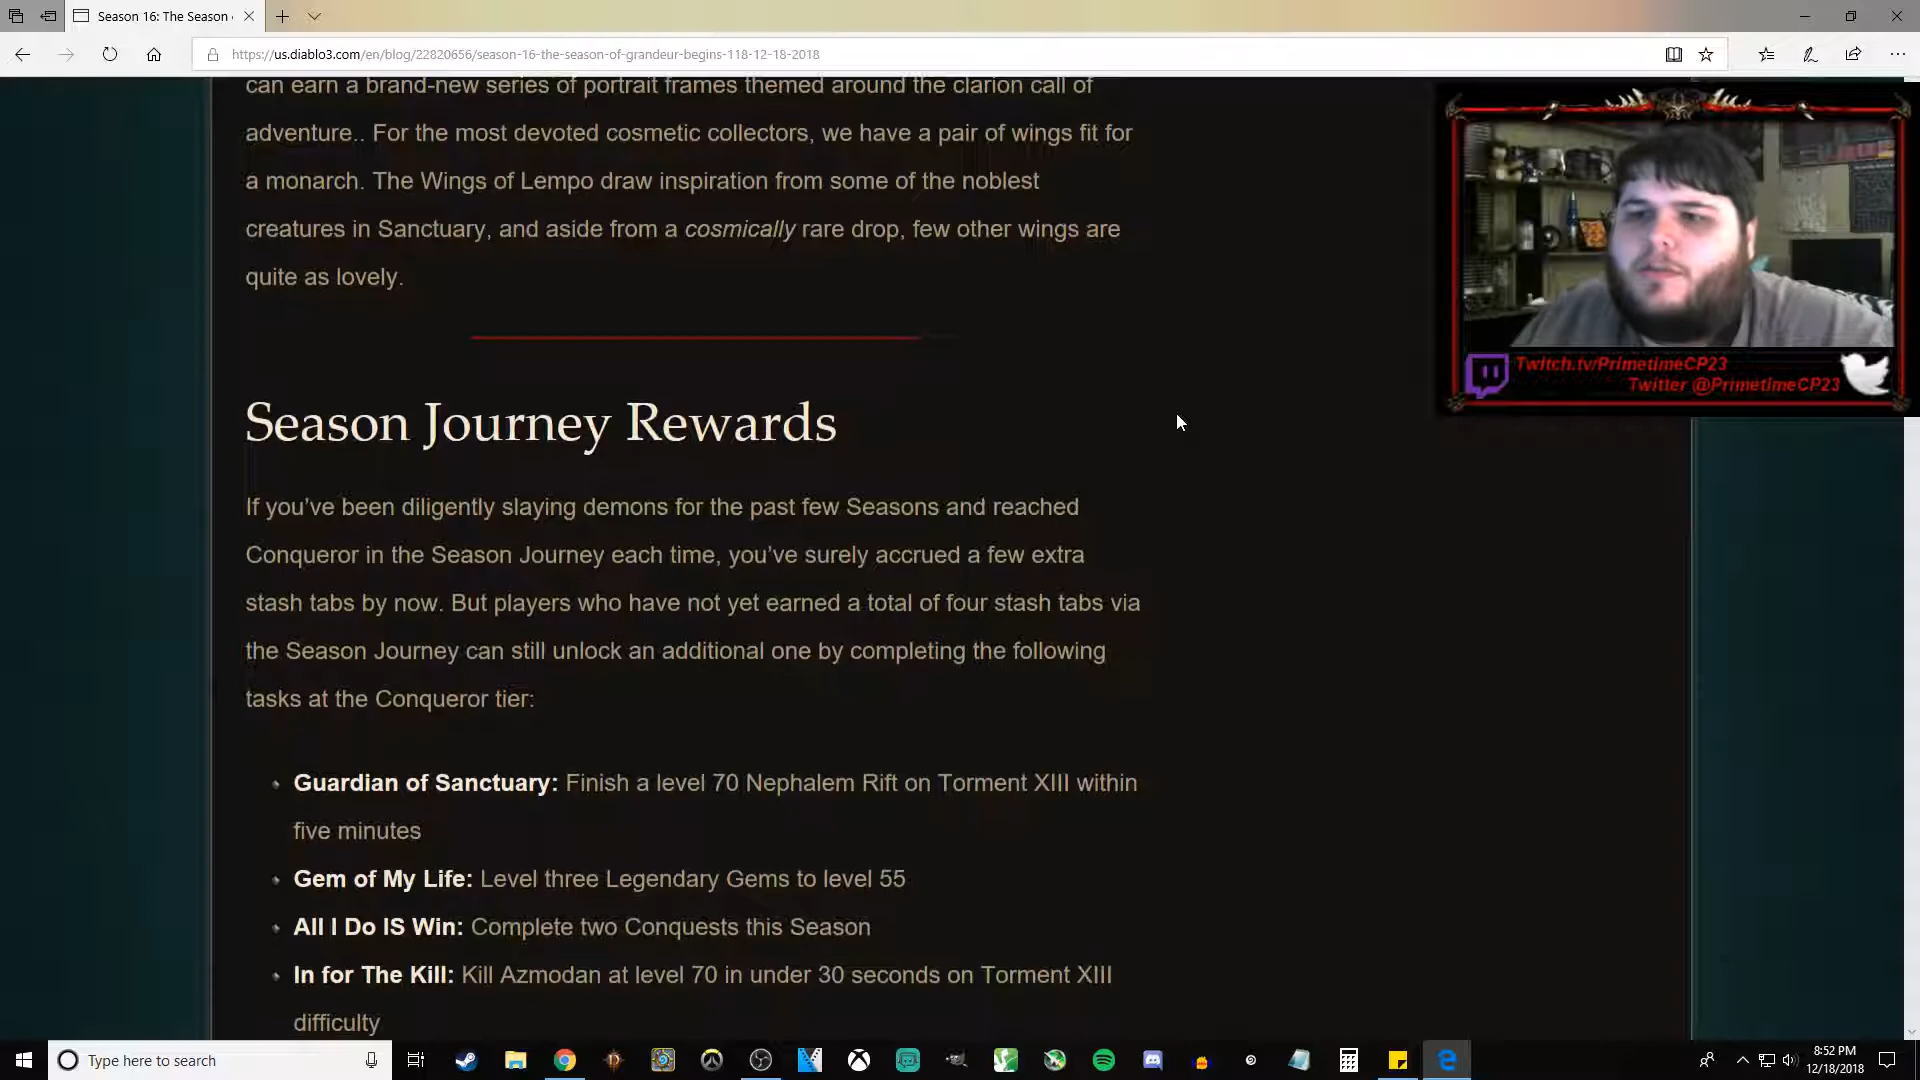 Season 16: The Season
https://us.diablo3.com/en/blog/22820656/season-16-the-season-of-grandeur-begins-118-12-18-2018
can earn a brand-new series of portrait frames themed around the clarion call of
adventure.. For the most devoted cosmetic collectors, we have a pair of wings fit for
a monarch. The Wings of Lempo draw inspiration from some of the noblest
creatures in Sanctuary, and aside from a cosmically rare drop, few other wings are
quite as lovely.
Twitch.tv/PrimetimeCP23
Twitter @PrimetimeCP23
Season Journey Rewards
If you've been diligently slaying demons for the past few Seasons and reached
Conqueror in the Season Journey each time, you've surely accrued a few extra
stash tabs by now. But players who have not yet earned a total of four stash tabs via
the Season Journey can still unlock an additional one by completing the following
tasks at the Conqueror tier:
Guardian of Sanctuary: Finish a level 70 Nephalem Rift on Torment XIII within
five minutes
Gem of My Life: Level three Legendary Gems to level 55
All I Do IS Win: Complete two Conquests this Season
In for The Kill: Kill Azmodan at level 70 in under 30 seconds on Torment XIII
difficulty
Type here to search
8:52 PM
12/18/2018